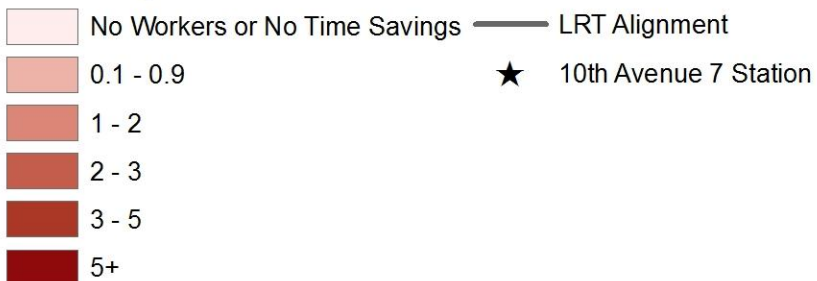 No Workers or No Time Savings
0.1 - 0.9
1 - 2
2 - 3
3 - 5
5+
LRT Alignment
10th Avenue 7 Station